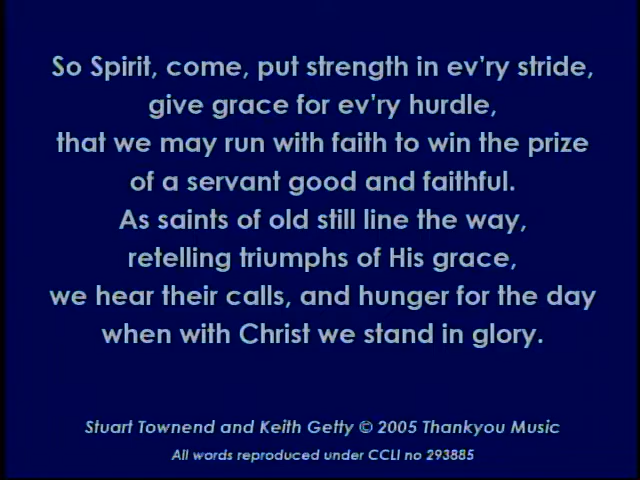 So Spirit, come, put strength in ev'ry stride,
give grace for ev'ry hurdle,
that we may run with faith to win the prize
of a servant good and faithful.
As saints of old still line the way,
retelling triumphs of His grace,
we hear their calls, and hunger for the day
when with Christ we stand in glory.
Stuart Townend and Keith Getty © 2005 Thankyou Music
All words reproduced under CCLI no 293885